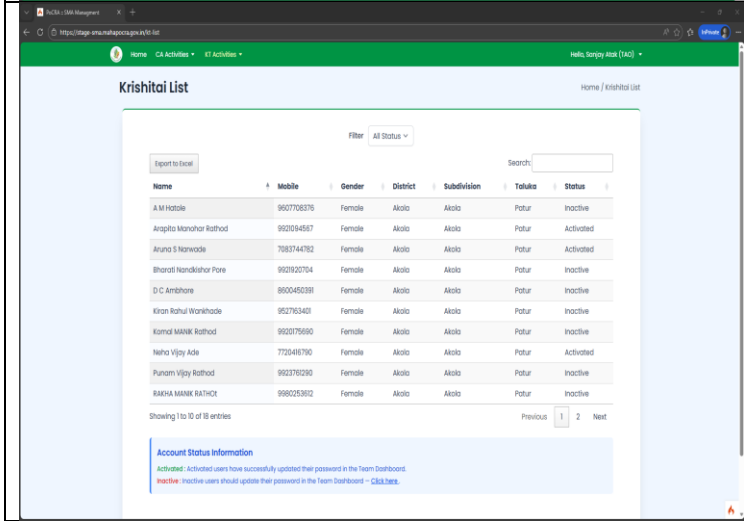 PoCRA :: SMA Management
https://stage-sma.mahapocra.gov.in/kt-list
InPrivate
Home CA Activities KT Activities Hello, Sanjay Atak (TAO)
Krishitai List Home / Krishitai List
Filter All Status
Export to Excel Search:
Name Mobile Gender District Subdivision Taluka Status
A M Hatole 9607708376 Female Akola Akola Patur Inactive
Arapita Manohar Rathod 9921094567 Female Akola Akola Patur Activated
Aruna S Narwade 7083744782 Female Akola Akola Patur Activated
Bharati Nandkishor Pore 9921920704 Female Akola Akola Patur Inactive
D C Ambhore 8600450391 Female Akola Akola Patur Inactive
Kiran Rahul Wankhade 9527163401 Female Akola Akola Patur Inactive
Komal MANIK Rathod 9920175690 Female Akola Akola Patur Inactive
Neha Vijay Ade 7720416790 Female Akola Akola Patur Activated
Punam Vijay Rathod 9923761290 Female Akola Akola Patur Inactive
RAKHA MANIK RATHOt 9980253612 Female Akola Akola Patur Inactive
Showing 1 to 10 of 18 entries Previous 1 2 Next
Account Status Information
Activated : Activated users have successfully updated their password in the Team Dashboard.
Inactive : Inactive users should update their password in the Team Dashboard — Click here .